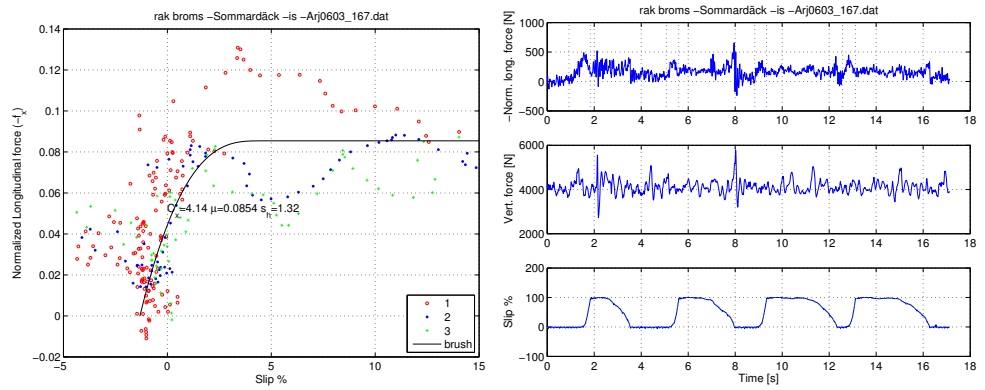 rak broms −Sommardäck −is −Arj0603_167.dat
0.14
0.12
0.1
0.08
0.06
0.04
0.02
0
−0.02
Normalized Longitudinal force (−f_x)
C_x=4.14 μ=0.0854 s_h=1.32
1
2
3
brush
−5 0 5 10 15
Slip %
rak broms −Sommardäck −is −Arj0603_167.dat
1000
500
0
−500
−Norm. long. force [N]
0 2 4 6 8 10 12 14 16 18
6000
4000
2000
Vert. force [N]
0 2 4 6 8 10 12 14 16 18
200
100
0
−100
Slip %
0 2 4 6 8 10 12 14 16 18
Time [s]